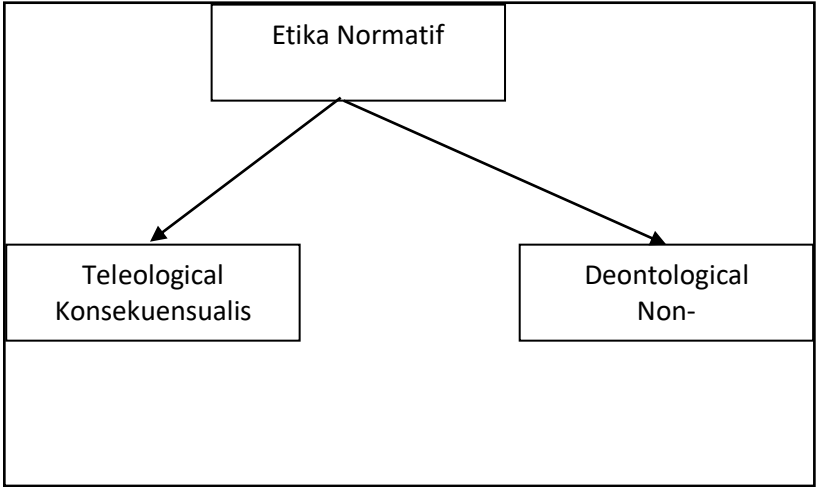 Etika Normatif
Teleological
Konsekuensualis
Deontological
Non-